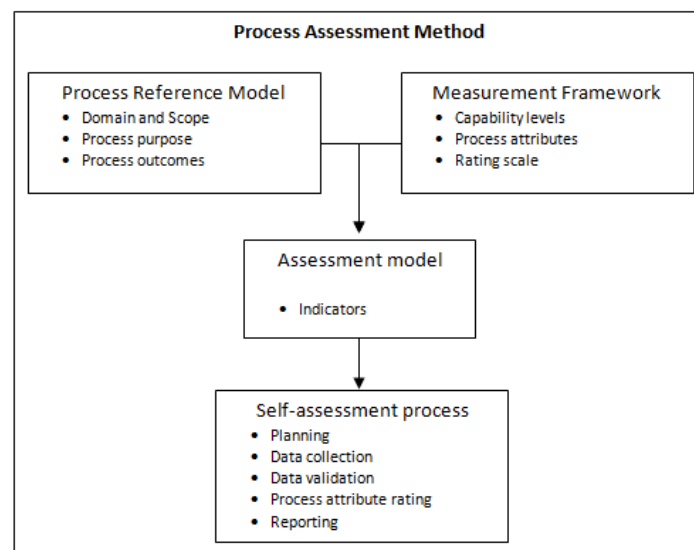 Process Assessment Method
Process Reference Model
• Domain and Scope
• Process purpose
• Process outcomes
Measurement Framework
• Capability levels
• Process attributes
• Rating scale
Assessment model
• Indicators
Self-assessment process
• Planning
• Data collection
• Data validation
• Process attribute rating
• Reporting